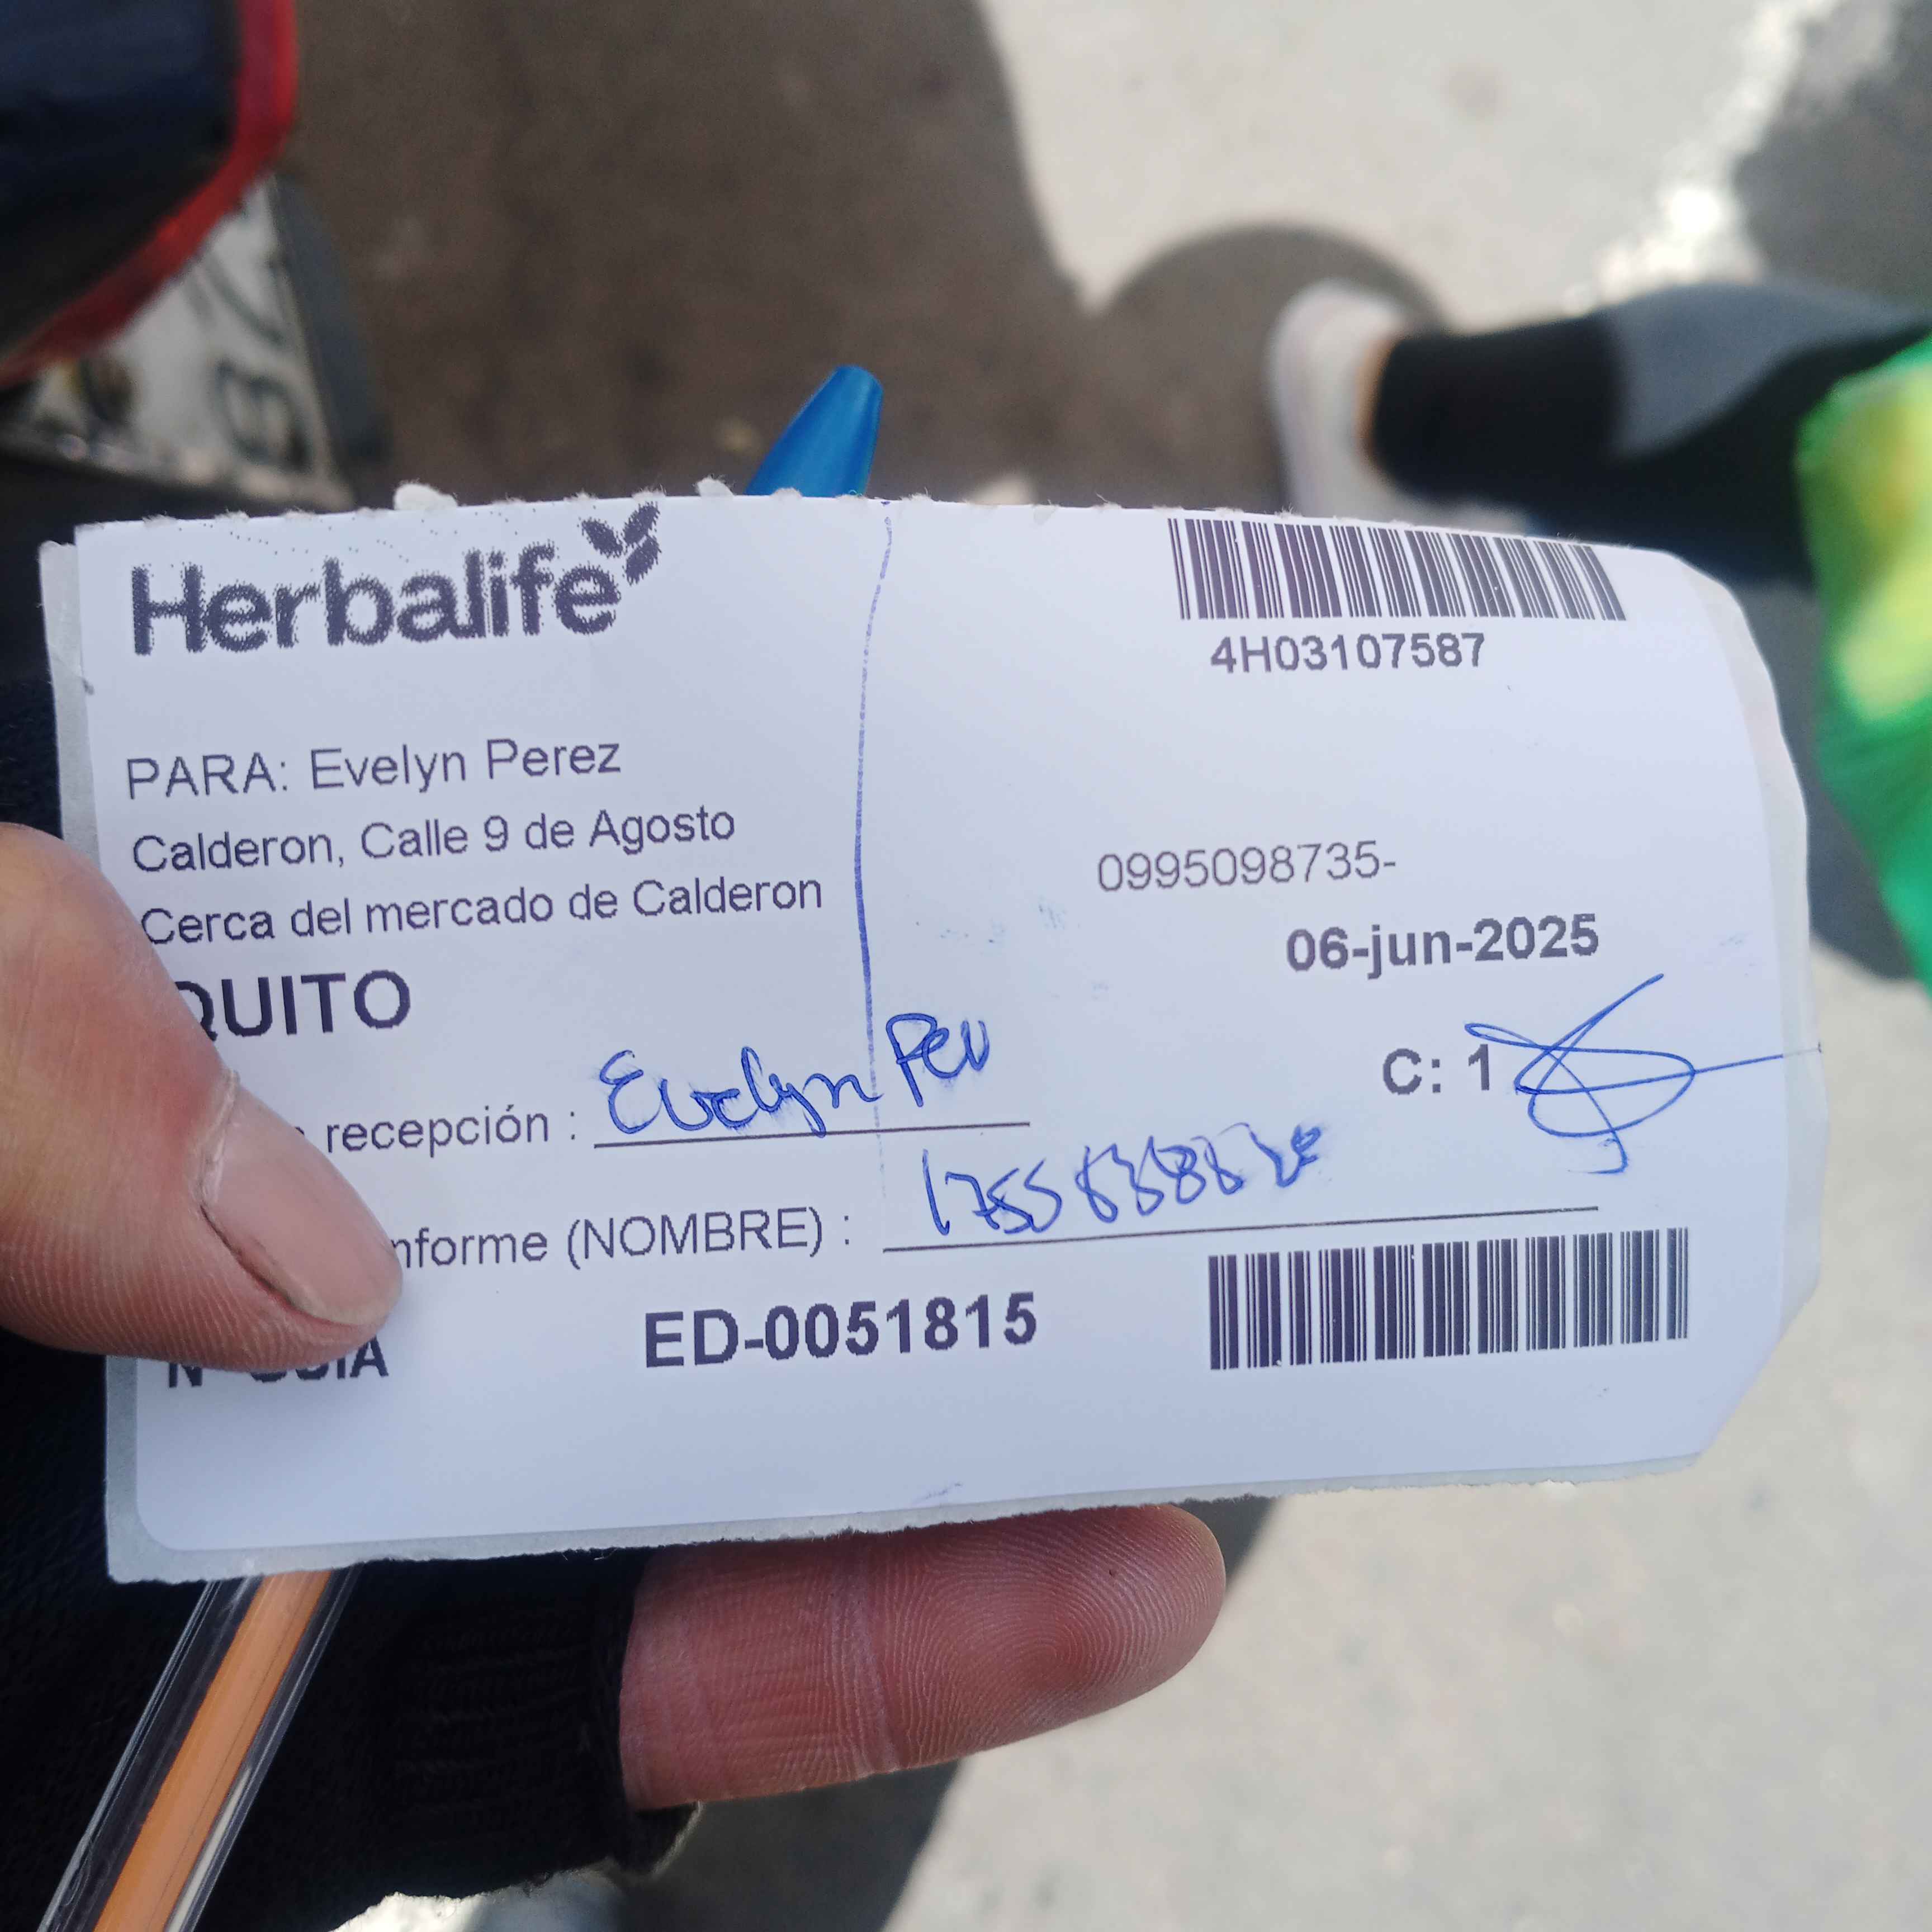 Herbalife
4H03107587
PARA: Evelyn Perez
Calderon, Calle 9 de Agosto
0995098735-
Cerca del mercado de Calderon
06-jun-2025
QUITO
C: 1
recepción : Evelyn Per
nforme (NOMBRE) :
N° GUIA ED-0051815